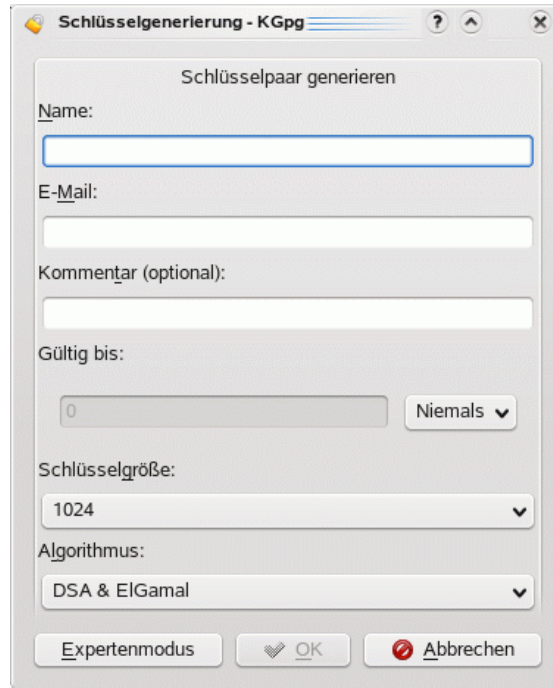 Schlüsselgenerierung - KGpg
Schlüsselpaar generieren
Name:
E-Mail:
Kommentar (optional):
Gültig bis:
0 Niemals
Schlüsselgröße:
1024
Algorithmus:
DSA & ElGamal
Expertenmodus OK Abbrechen